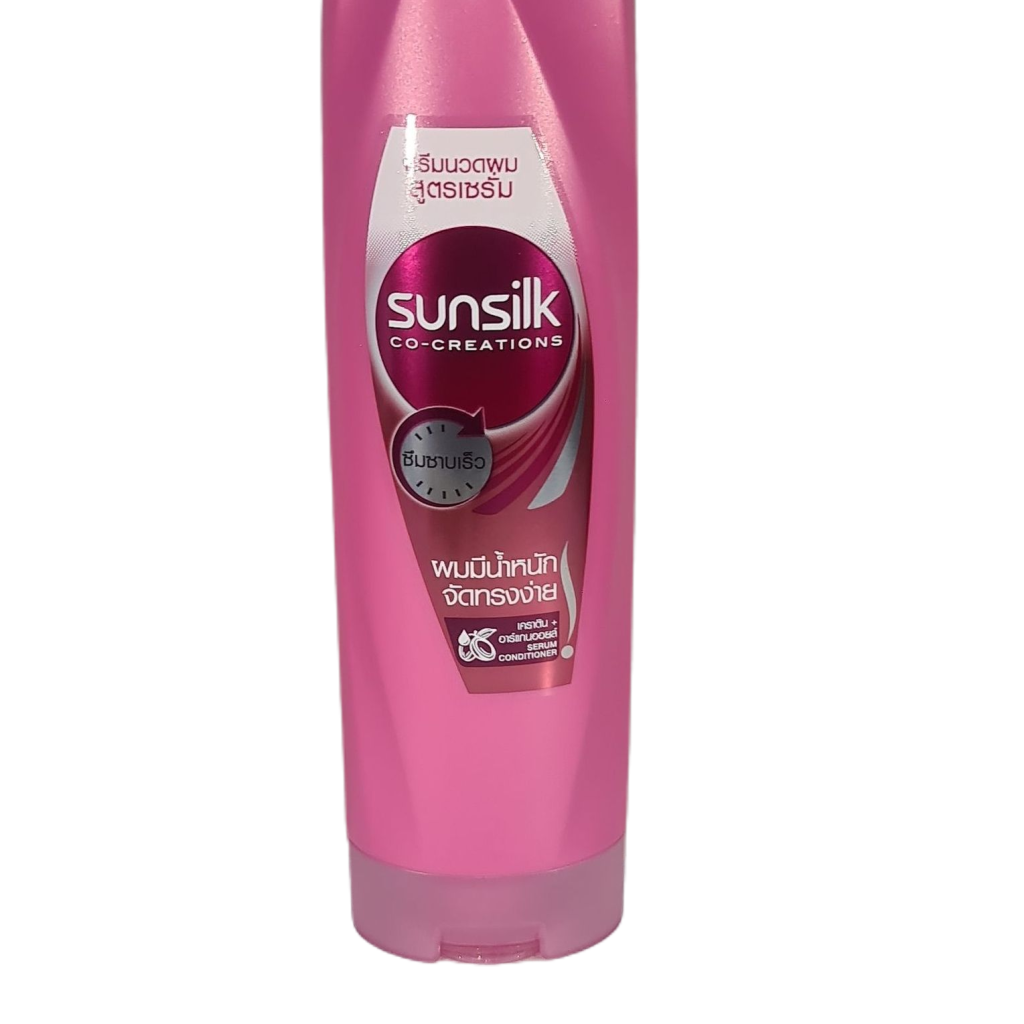 ครีมนวดผม
สูตรเซรั่ม
sunsilk
CO-CREATIONS
ซึมซาบเร็ว
ผมมีน้ำหนัก
จัดทรงง่าย
เคราติน +
อาร์แกนออยล์
SERUM
CONDITIONER